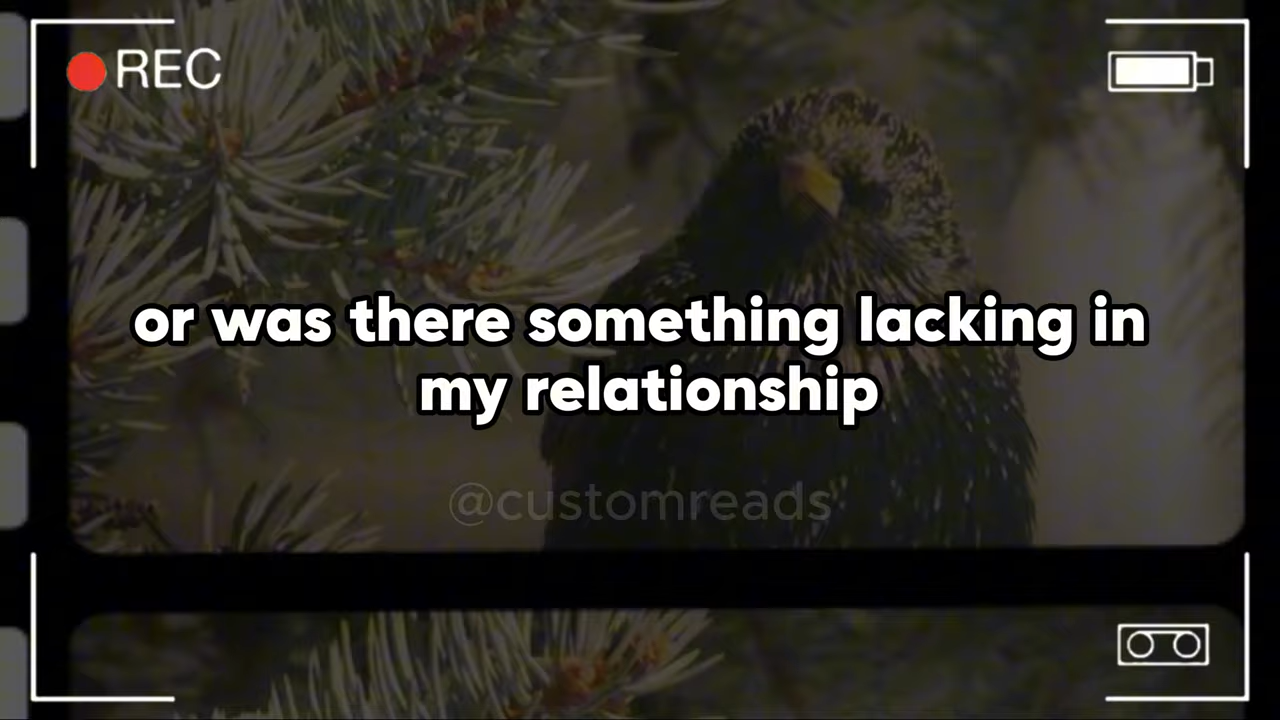 REC
or was there something lacking in
my relationship
@customreads